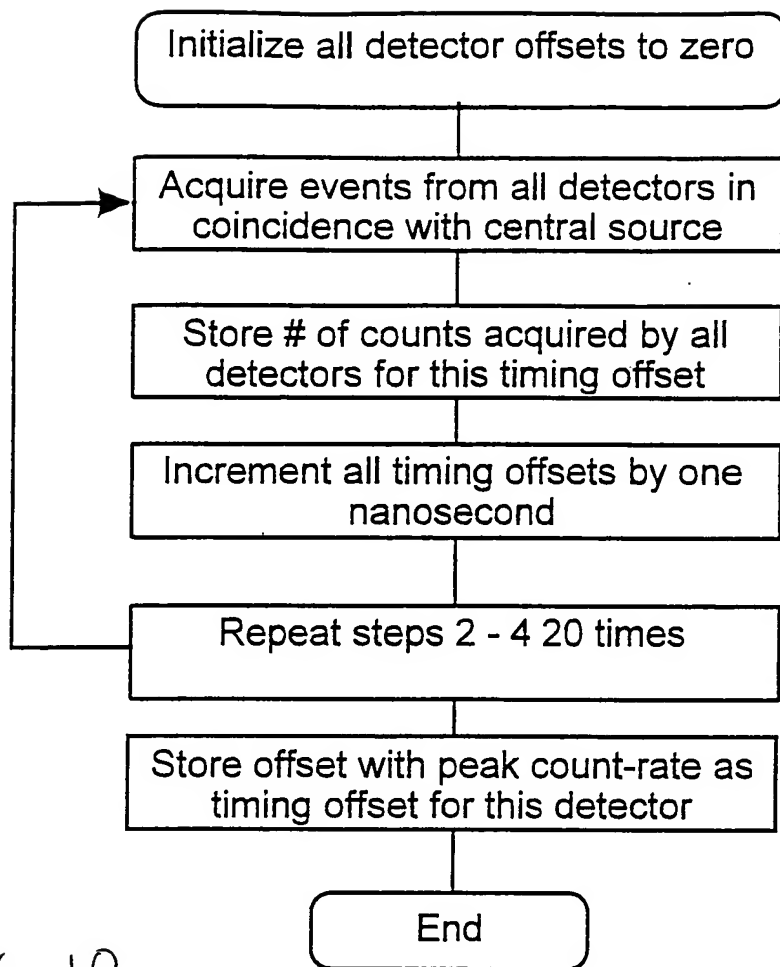 Initialize all detector offsets to zero
Acquire events from all detectors in
coincidence with central source
Store # of counts acquired by all
detectors for this timing offset
Increment all timing offsets by one
nanosecond
Repeat steps 2 - 4 20 times
Store offset with peak count-rate as
timing offset for this detector
End